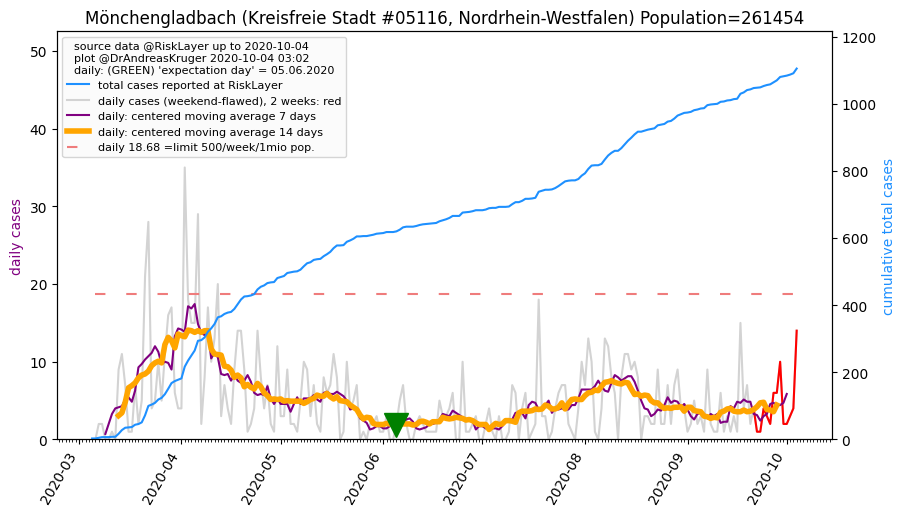 Mönchengladbach (Kreisfreie Stadt #05116, Nordrhein-Westfalen) Population=261454
source data @RiskLayer up to 2020-10-04
plot @DrAndreasKruger 2020-10-04 03:02
daily: (GREEN) 'expectation day' = 05.06.2020
total cases reported at RiskLayer
daily cases (weekend-flawed), 2 weeks: red
daily: centered moving average 7 days
daily: centered moving average 14 days
daily 18.68 =limit 500/week/1mio pop.
daily cases
50
40
30
20
10
0
cumulative total cases
1200
1000
800
600
400
200
0
2020-03
2020-04
2020-05
2020-06
2020-07
2020-08
2020-09
2020-10